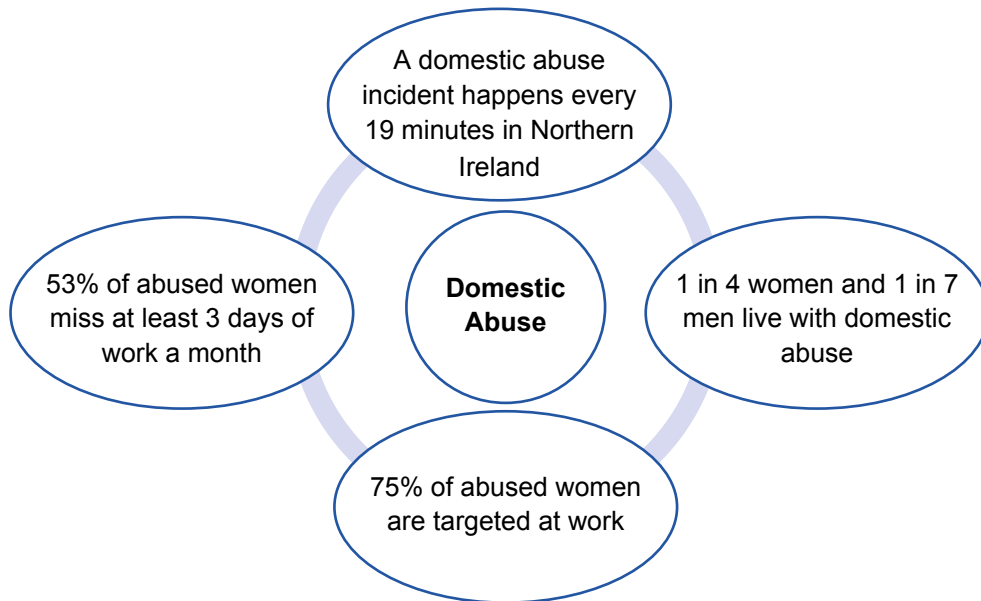 A domestic abuse
incident happens every
19 minutes in Northern
Ireland
53% of abused women
miss at least 3 days of
work a month
Domestic
Abuse
1 in 4 women and 1 in 7
men live with domestic
abuse
75% of abused women
are targeted at work